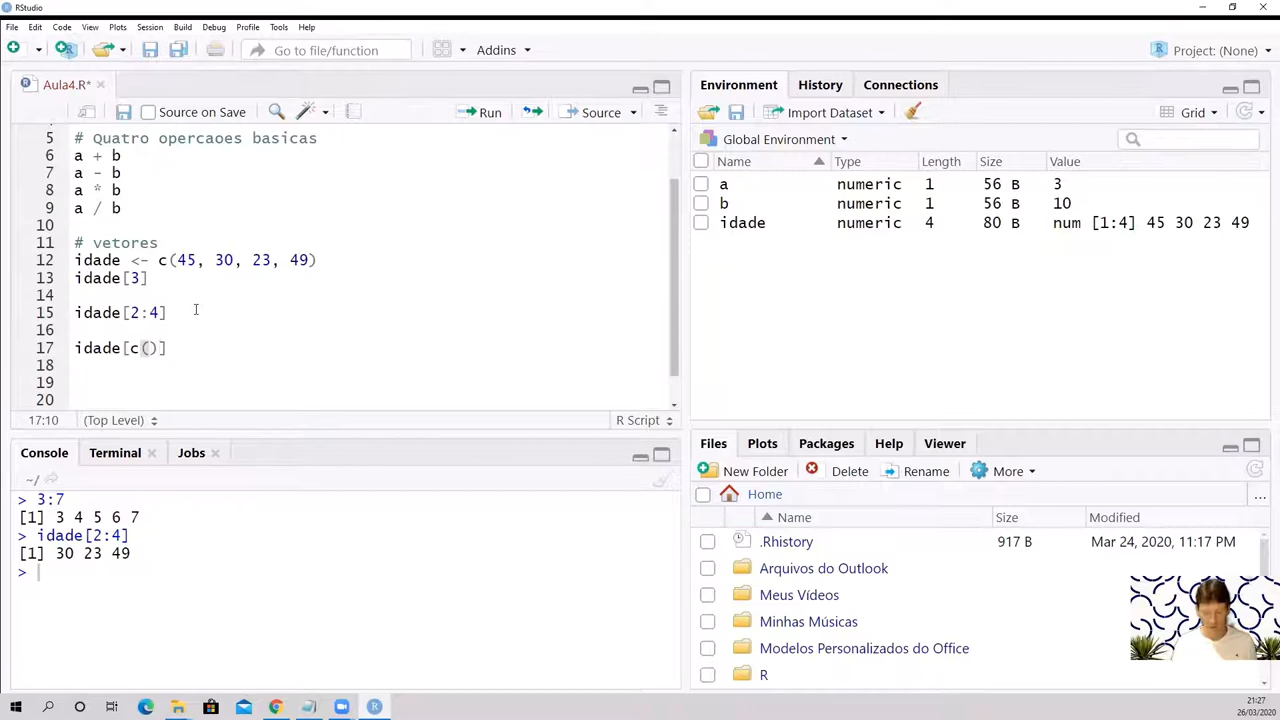 RStudio
File Edit Code View Plots Session Build Debug Profile Tools Help
Go to file/function Addins Project: (None)
Aula4.R*
Source on Save Run Source
5 # Quatro opercaoes basicas
6 a + b
7 a - b
8 a * b
9 a / b
10
11 # vetores
12 idade <- c(45, 30, 23, 49)
13 idade[3]
14
15 idade[2:4]
16
17 idade[c()]
18
19
20
17:10 (Top Level) R Script
Console Terminal Jobs
~/
> 3:7
[1] 3 4 5 6 7
> idade[2:4]
[1] 30 23 49
>
Environment History Connections
Import Dataset Grid
Global Environment
Name Type Length Size Value
a numeric 1 56 B 3
b numeric 1 56 B 10
idade numeric 4 80 B num [1:4] 45 30 23 49
Files Plots Packages Help Viewer
New Folder Delete Rename More
Home ...
Name Size Modified
.Rhistory 917 B Mar 24, 2020, 11:17 PM
Arquivos do Outlook
Meus Vídeos
Minhas Músicas
Modelos Personalizados do Office
R
21:27
26/03/2020